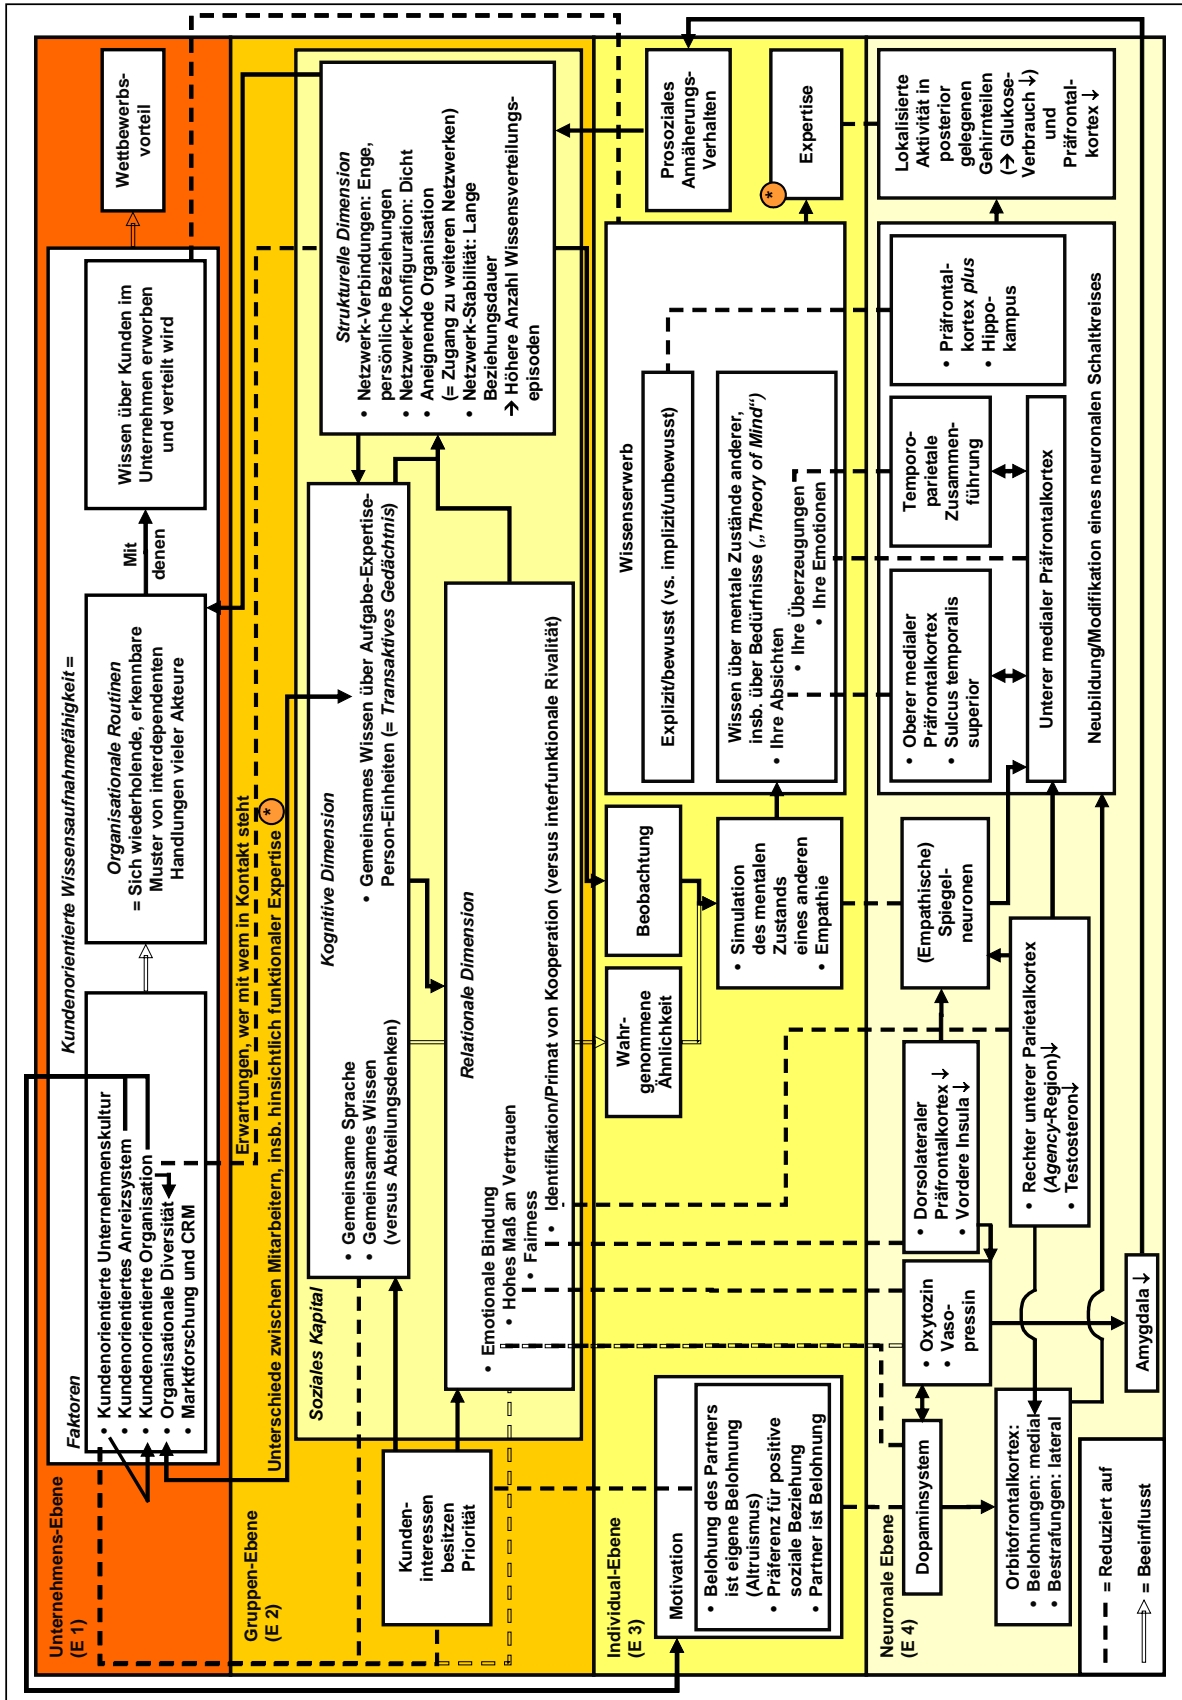 Unternehmens-Ebene
(E 1)
Faktoren
• Kundenorientierte Unternehmenskultur
• Kundenorientiertes Anreizsystem
• Kundenorientierte Organisation
• Organisationale Diversität
• Marktforschung und CRM
Kundenorientierte Wissensaufnahmefähigkeit =
Organisationale Routinen
= Sich wiederholende, erkennbare
Muster von interdependenten
Handlungen vieler Akteure
Mit
denen
Wissen über Kunden im
Unternehmen erworben
und verteilt wird
Wettbewerbs-
vorteil
Gruppen-Ebene
(E 2)
Erwartungen, wer mit wem in Kontakt steht
Unterschiede zwischen Mitarbeitern, insb. hinsichtlich funktionaler Expertise
*
Kunden-
interessen
besitzen
Priorität
Soziales Kapital
Kognitive Dimension
• Gemeinsame Sprache
• Gemeinsames Wissen
(versus Abteilungsdenken)
• Gemeinsames Wissen über Aufgabe-Expertise-
Person-Einheiten (= Transaktives Gedächtnis)
Relationale Dimension
• Emotionale Bindung
• Hohes Maß an Vertrauen
• Fairness
• Identifikation/Primat von Kooperation (versus interfunktionale Rivalität)
Strukturelle Dimension
• Netzwerk-Verbindungen: Enge,
persönliche Beziehungen
• Netzwerk-Konfiguration: Dicht
• Aneignende Organisation
(= Zugang zu weiteren Netzwerken)
• Netzwerk-Stabilität: Lange
Beziehungsdauer
→ Höhere Anzahl Wissensverteilungs-
episoden
Individual-Ebene
(E 3)
Motivation
• Belohung des Partners
ist eigene Belohnung
(Altruismus)
• Präferenz für positive
soziale Beziehung
• Partner ist Belohnung
Wahr-
genommene
Ähnlichkeit
Beobachtung
• Simulation
des mentalen
Zustands
eines anderen
• Empathie
Wissenserwerb
Explizit/bewusst (vs. implizit/unbewusst)
Wissen über mentale Zustände anderer,
insb. über Bedürfnisse („Theory of Mind“)
• Ihre Absichten
• Ihre Überzeugungen
• Ihre Emotionen
Prosoziales
Annäherungs-
Verhalten
*
Expertise
Neuronale Ebene
(E 4)
Dopaminsystem
• Oxytozin
• Vaso-
pressin
• Dorsolateraler
Präfrontalkortex ↓
• Vordere Insula ↓
(Empathische)
Spiegel-
neuronen
Orbitofrontalkortex:
• Belohnungen: medial
• Bestrafungen: lateral
• Rechter unterer Parietalkortex
(Agency-Region)↓
• Testosteron↓
Amygdala ↓
• Oberer medialer
Präfrontalkortex
• Sulcus temporalis
superior
Temporo-
parietale
Zusammen-
führung
• Präfrontal-
kortex plus
• Hippo-
kampus
Unterer medialer Präfrontalkortex
Neubildung/Modifikation eines neuronalen Schaltkreises
Lokalisierte
Aktivität in
posterior
gelegenen
Gehirnteilen
(→ Glukose-
Verbrauch ↓)
und
Präfrontal-
kortex ↓
= Reduziert auf
= Beeinflusst